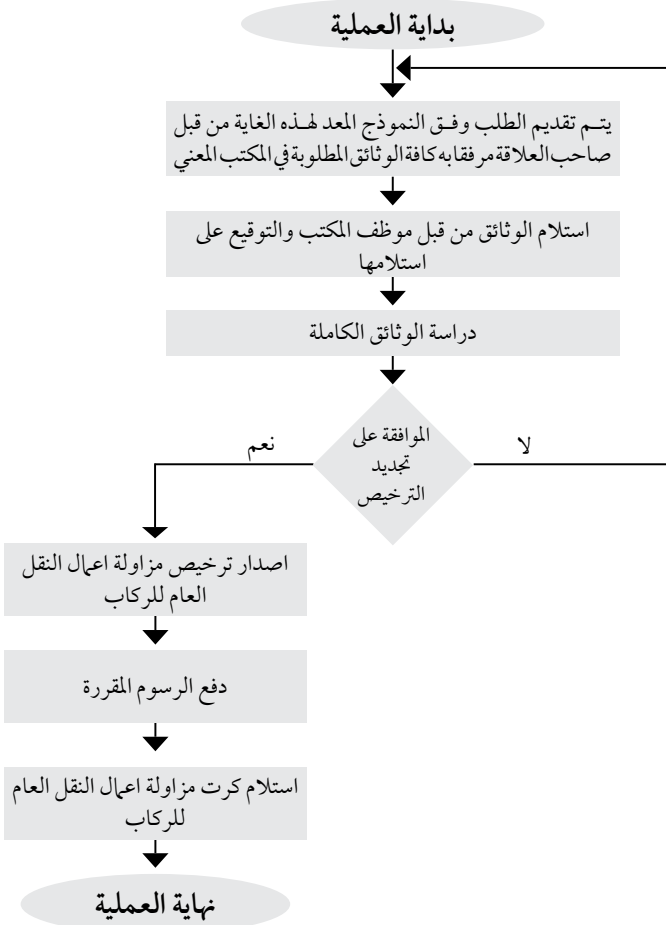 بداية العملية
يتم تقديم الطلب وفق النموذج المعد لهذه الغاية من قبل
صاحب العلاقة مرفقا به كافة الوثائق المطلوبة في المكتب المعني
استلام الوثائق من قبل موظف المكتب والتوقيع على
استلامها
دراسة الوثائق الكاملة
الموافقة على
تجديد
الترخيص
لا
نعم
اصدار ترخيص مزاولة اعمال النقل
العام للركاب
دفع الرسوم المقررة
استلام كرت مزاولة اعمال النقل العام
للركاب
نهاية العملية